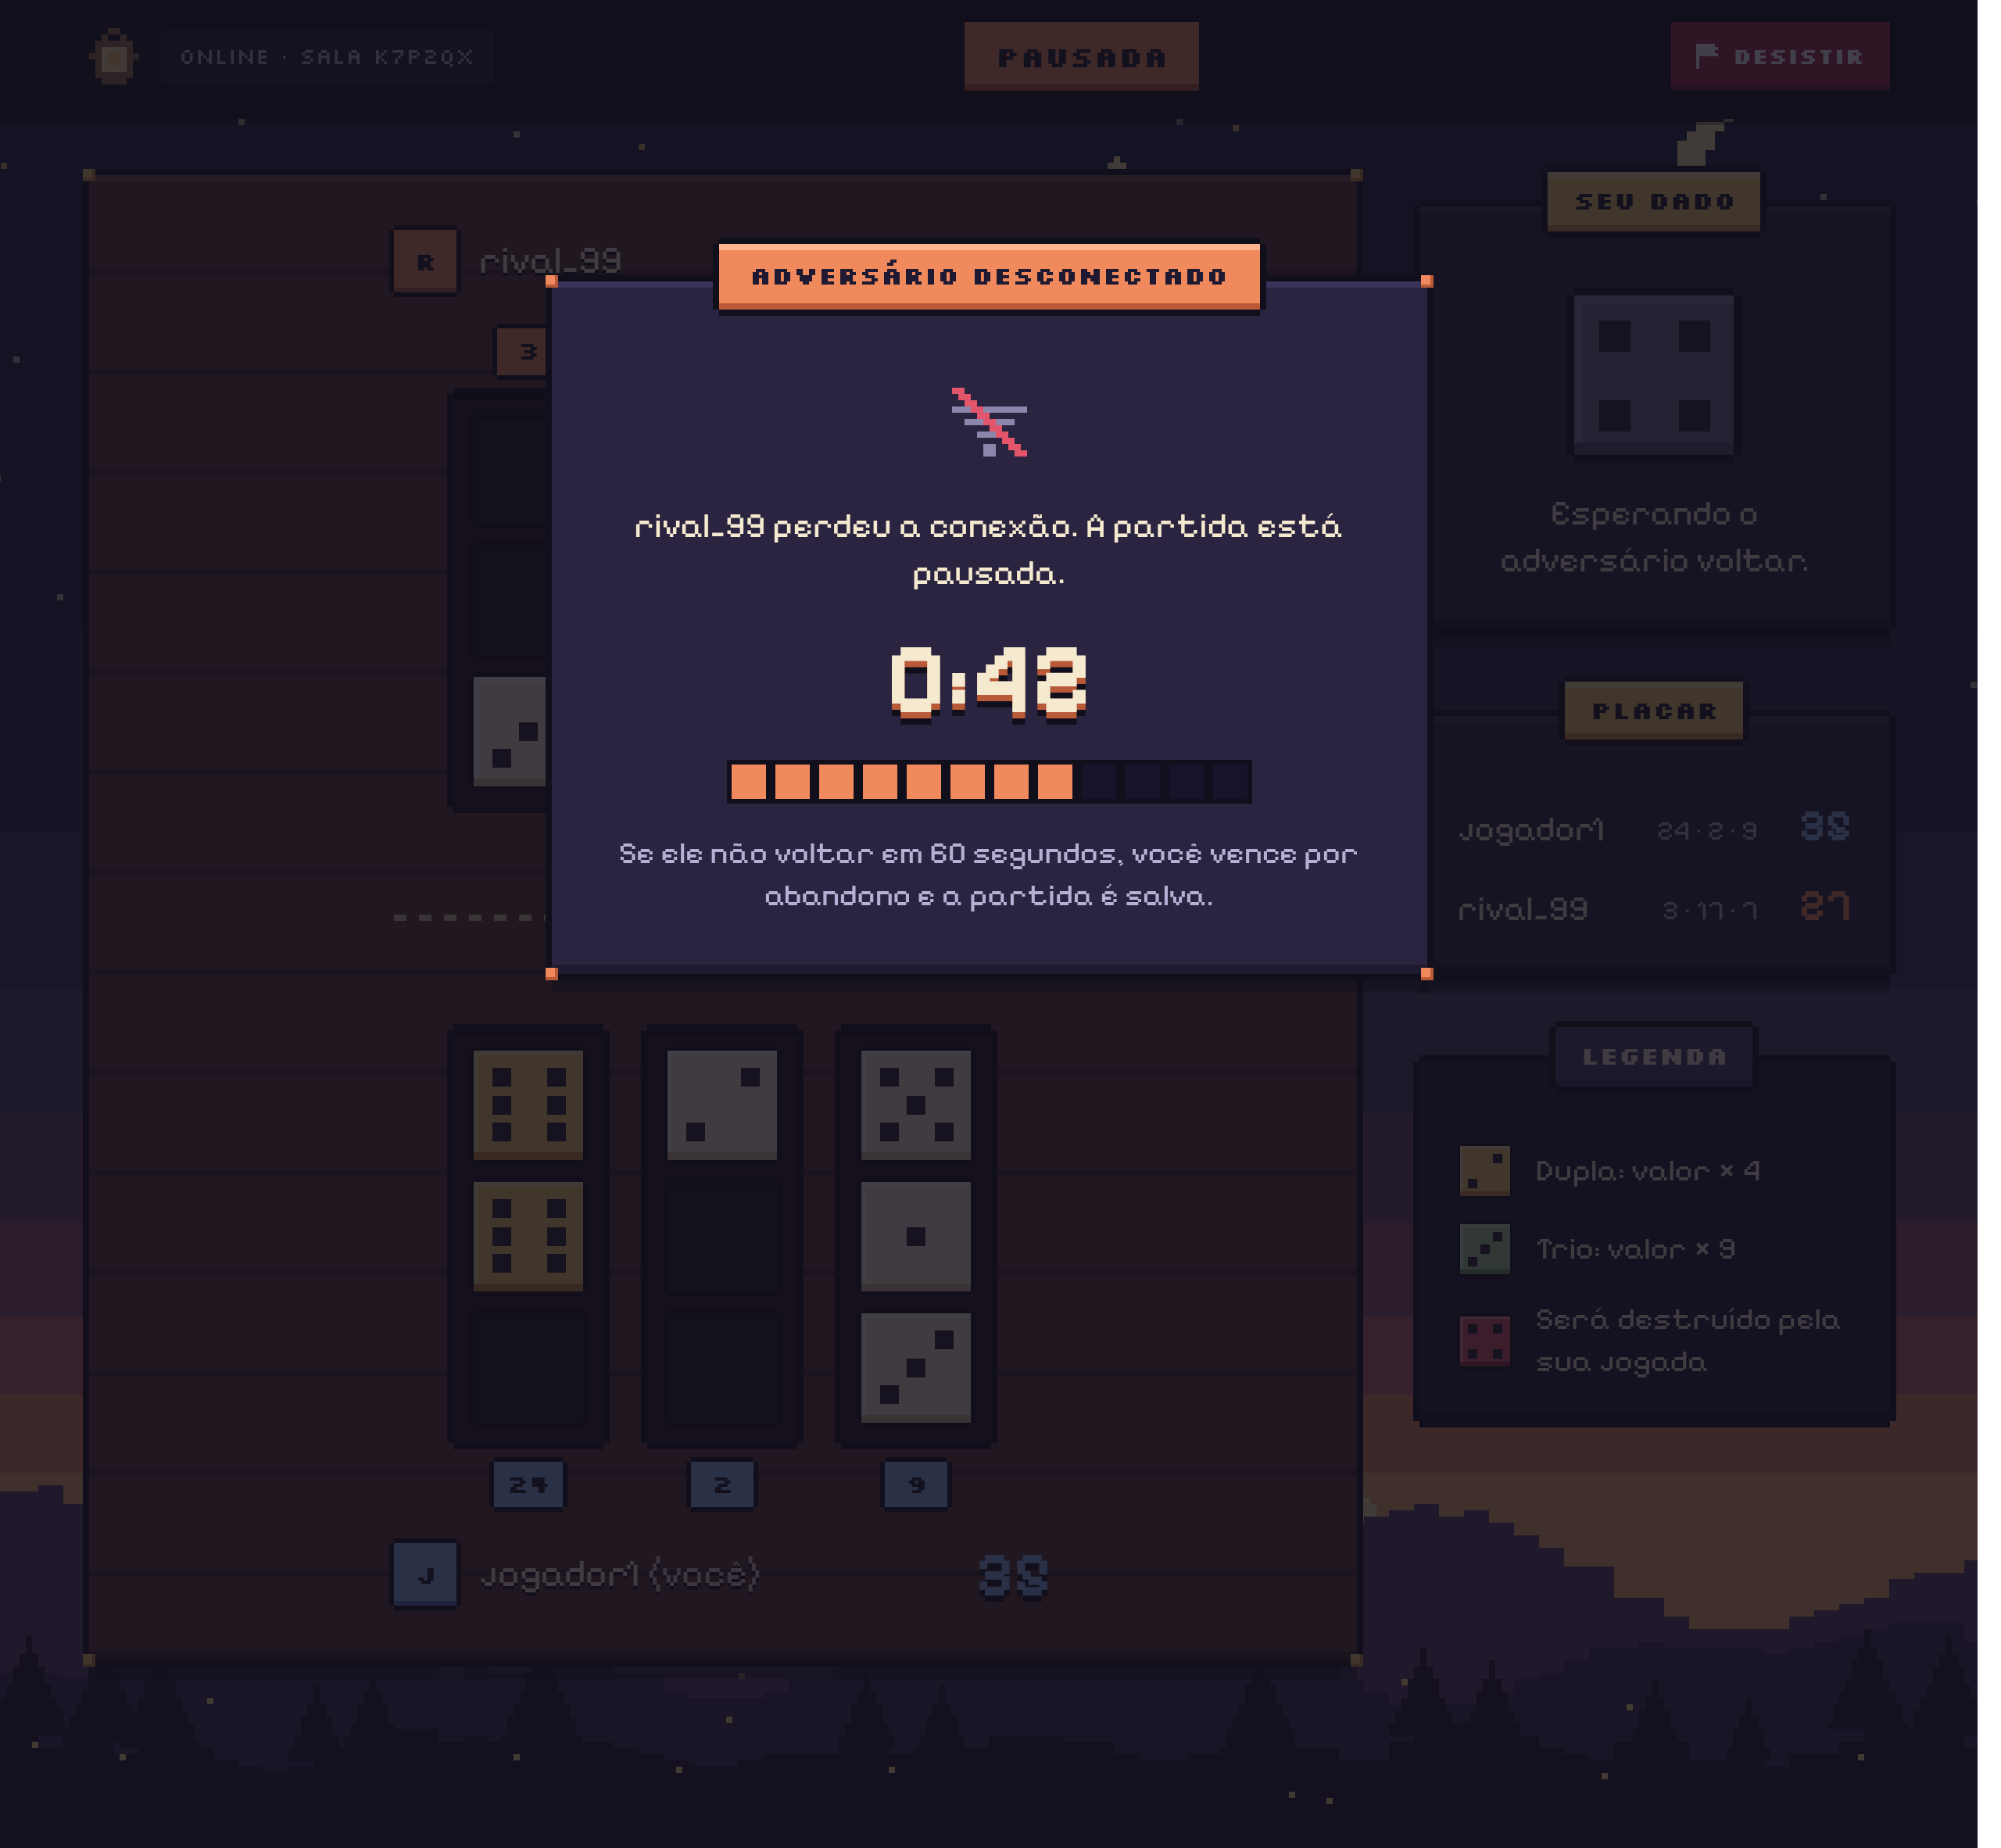 ONLINE · SALA K7P2QX
PAUSADA
DESISTIR
rival_99
3
ADVERSÁRIO DESCONECTADO
rival_99 perdeu a conexão. A partida está
pausada.
0:42
Se ele não voltar em 60 segundos, você vence por
abandono e a partida é salva.
SEU DADO
Esperando o
adversário voltar.
PLACAR
Jogador1 24·2·9 35
rival_99 3·17·7 27
LEGENDA
Dupla: valor × 4
Trio: valor × 9
Será destruído pela
sua jogada
24 2 9
J Jogador1 (você) 35
R